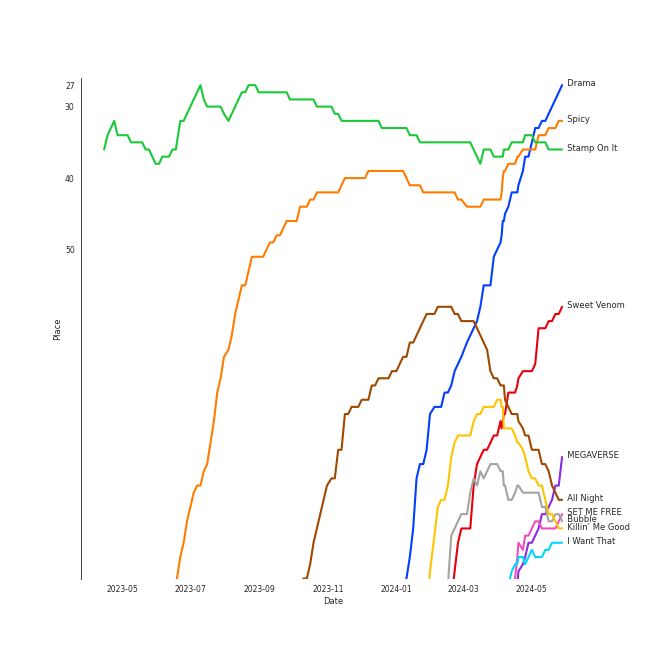 27
30
40
50
Place
Drama
Spicy
Stamp On It
Sweet Venom
MEGAVERSE
All Night
SET ME FREE
Bubble
Killin' Me Good
I Want That
2023-05
2023-07
2023-09
2023-11
2024-01
2024-03
2024-05
Date